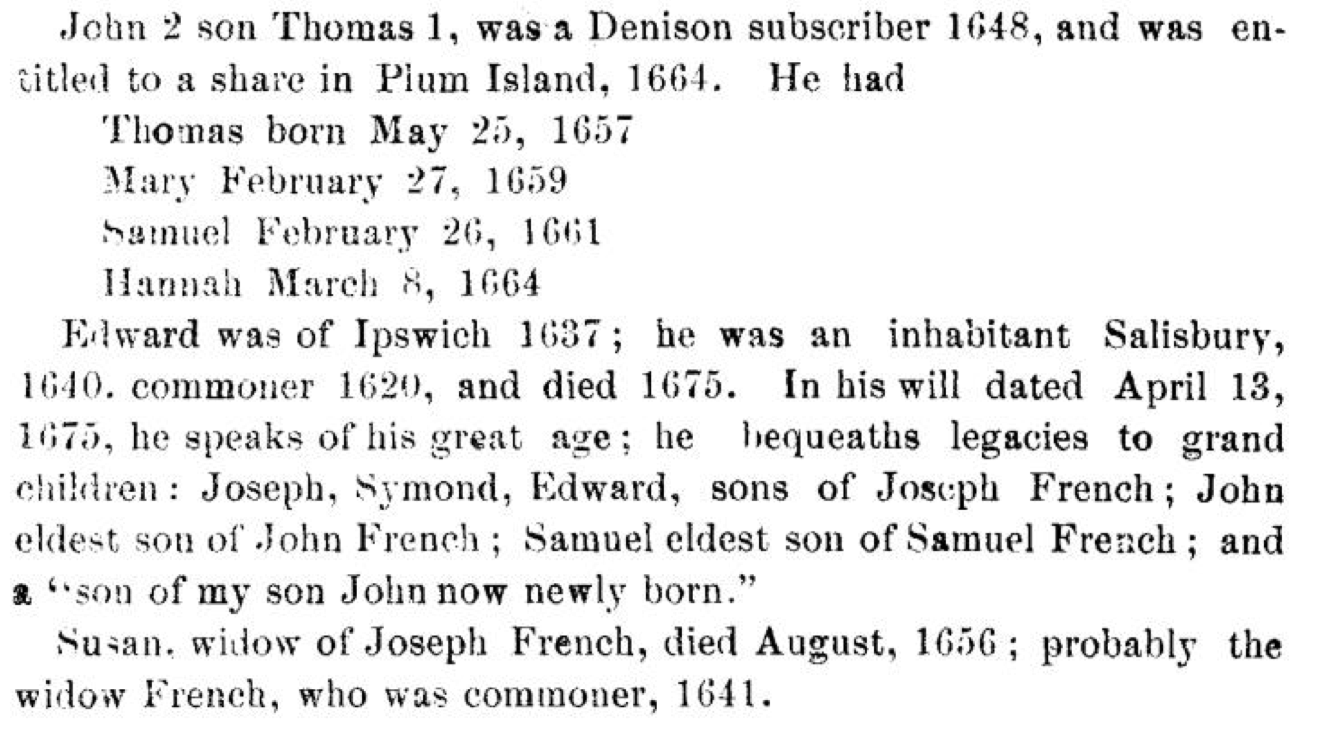 John 2 son Thomas 1, was a Denison subscriber 1648, and was en-
titled to a share in Plum Island, 1664. He had
Thomas born May 25, 1657
Mary February 27, 1659
Samuel February 26, 1661
Hannah March 8, 1664
Edward was of Ipswich 1637; he was an inhabitant Salisbury,
1640. commoner 1620, and died 1675. In his will dated April 13,
1675, he speaks of his great age; he bequeaths legacies to grand
children: Joseph, Symond, Edward, sons of Joseph French; John
eldest son of John French; Samuel eldest son of Samuel French; and
a "son of my son John now newly born."
Susan. widow of Joseph French, died August, 1656; probably the
widow French, who was commoner, 1641.